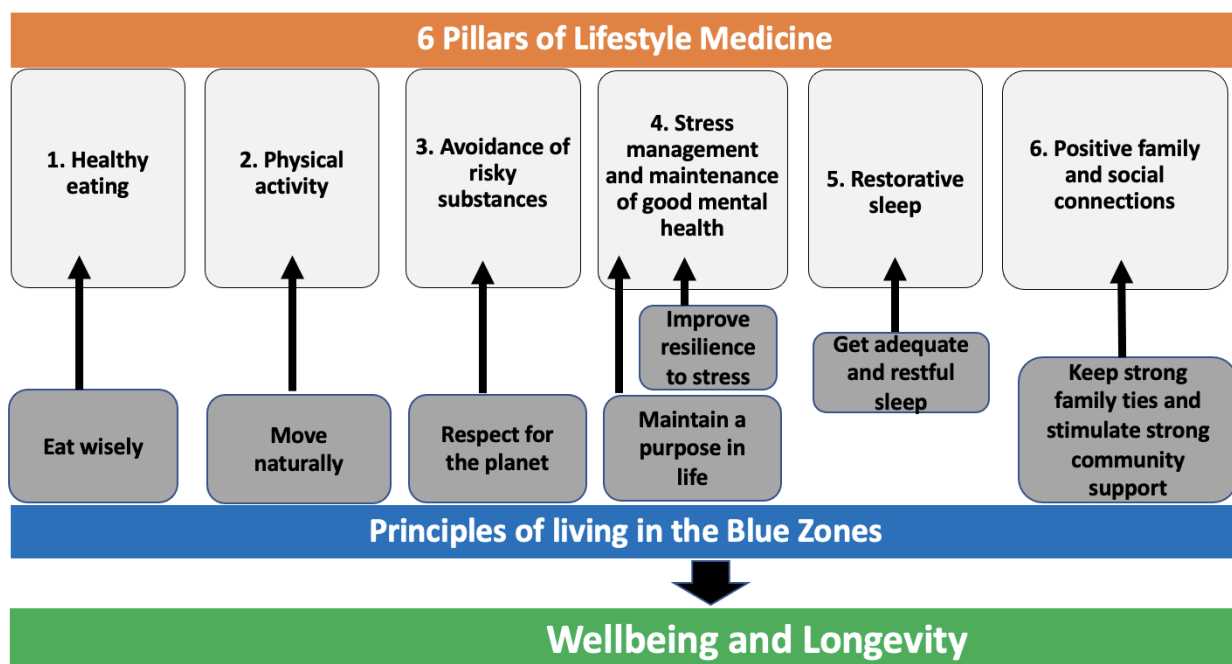 6 Pillars of Lifestyle Medicine
1. Healthy
eating
2. Physical
activity
3. Avoidance of
risky
substances
4. Stress
management
and maintenance
of good mental
health
5. Restorative
sleep
6. Positive family
and social
connections
Eat wisely
Move
naturally
Respect for
the planet
Improve
resilience
to stress
Maintain a
purpose in
life
Get adequate
and restful
sleep
Keep strong
family ties and
stimulate strong
community
support
Principles of living in the Blue Zones
Wellbeing and Longevity